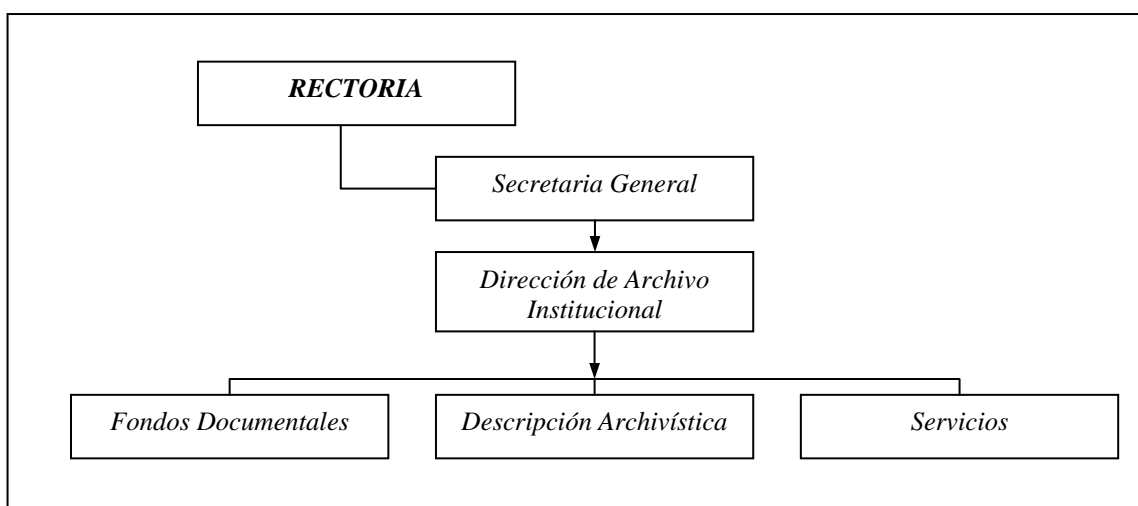 RECTORIA
Secretaria General
Dirección de Archivo
Institucional
Fondos Documentales
Descripción Archivística
Servicios